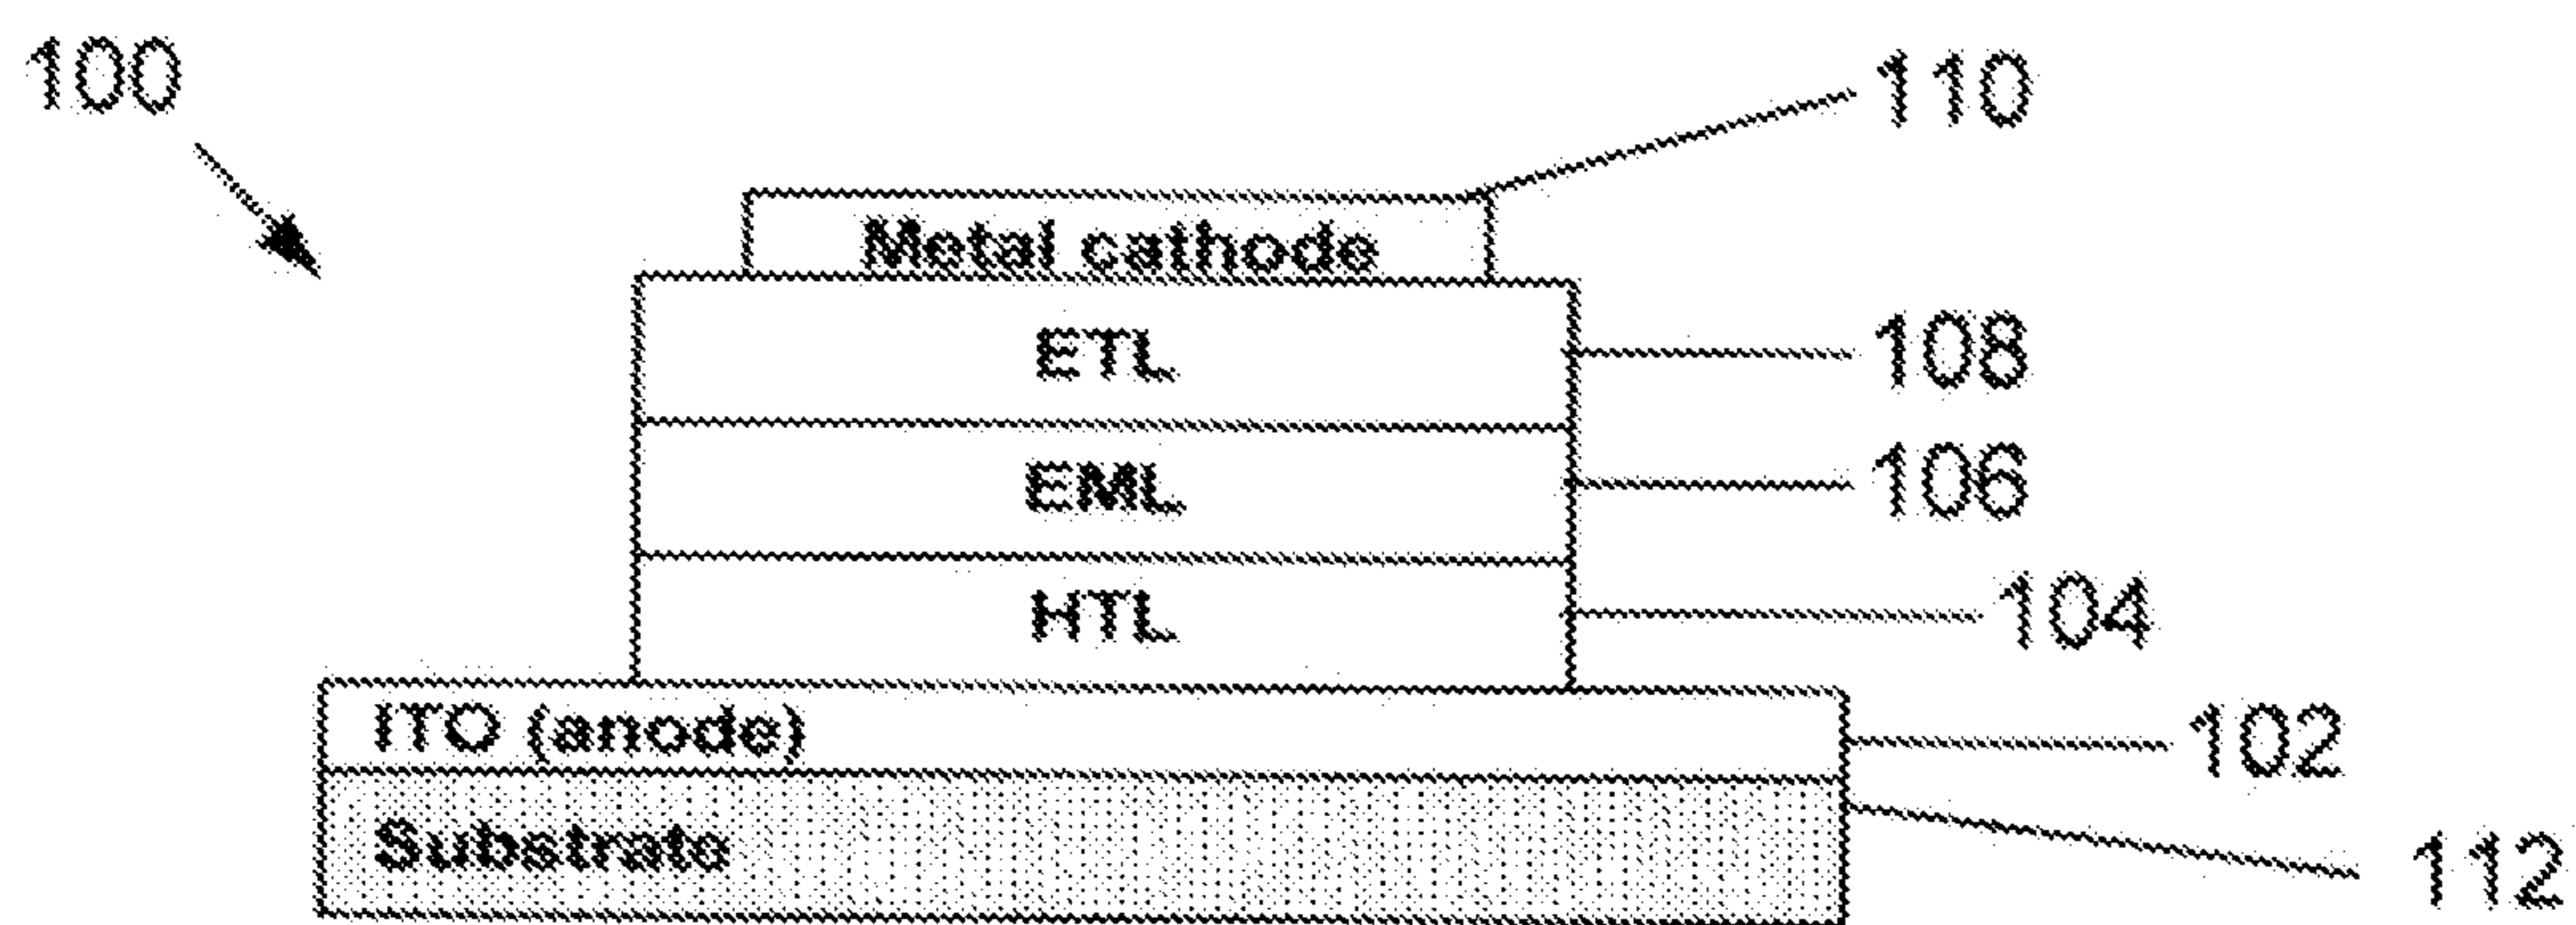 100
110
Metal cathode
ETL
108
EML
106
HTL
104
ITO (anode)
102
Substrate
112